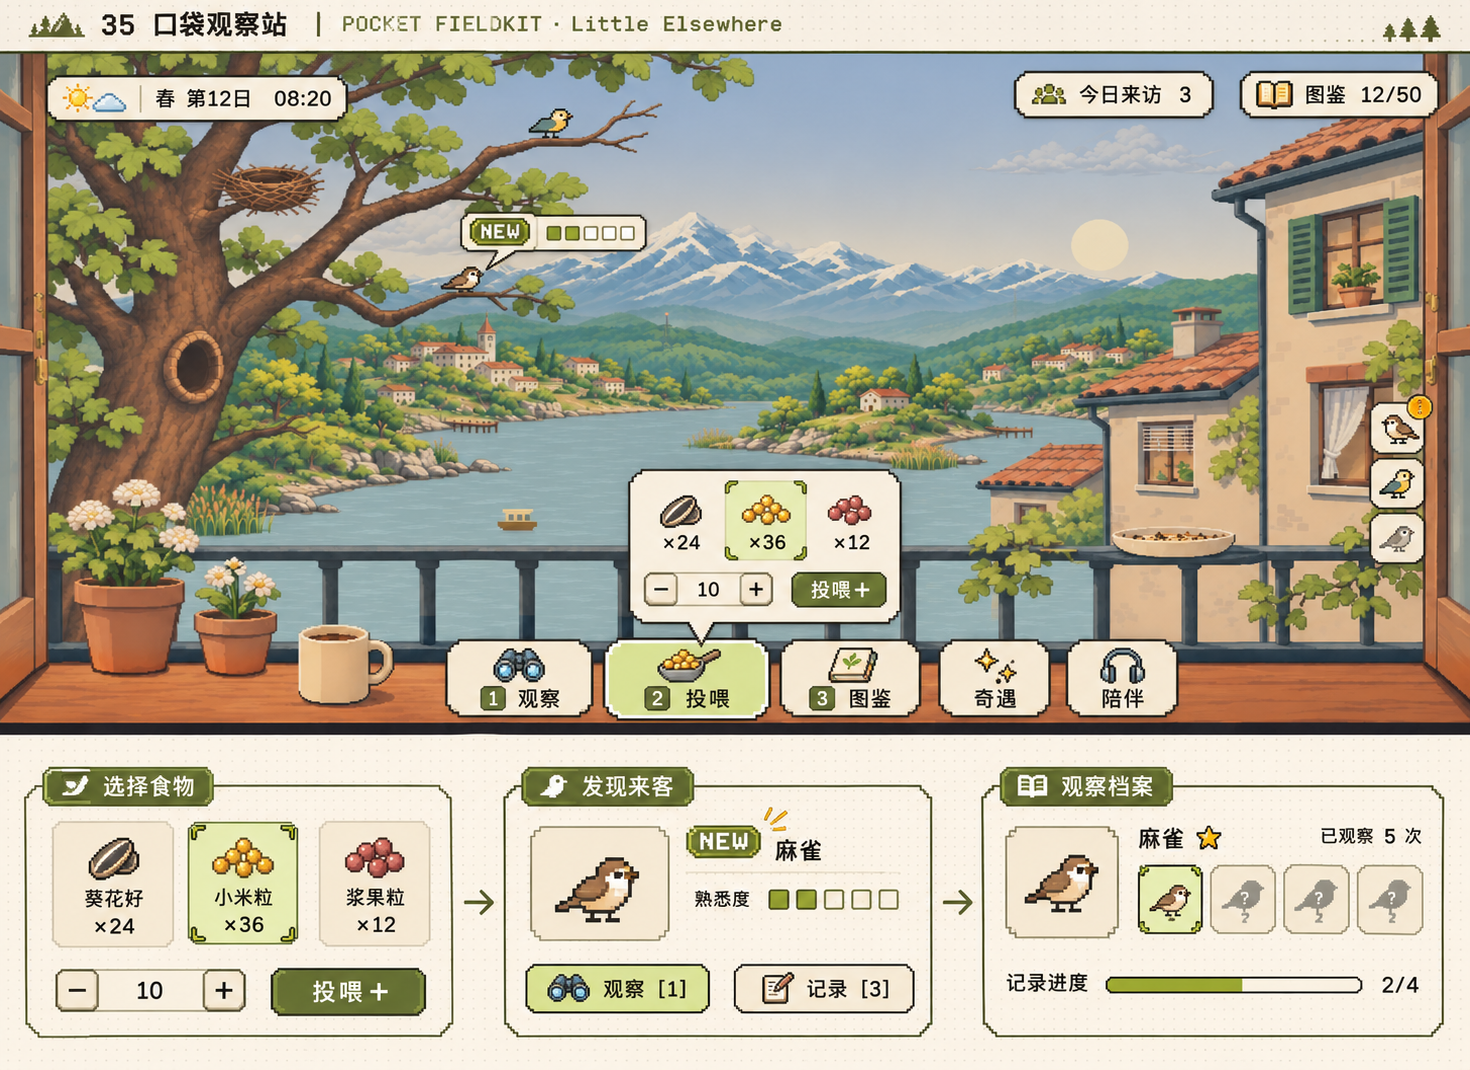 35 口袋观察站 | POCKET FIELDKIT · Little Elsewhere
春 第12日 08:20
今日来访 3
图鉴 12/50
NEW
×24 ×36 ×12
− 10 + 投喂+
1 观察
2 投喂
3 图鉴
奇遇
陪伴
选择食物
葵花好 小米粒 浆果粒
×24 ×36 ×12
− 10 + 投喂+
发现来客
NEW 麻雀
熟悉度
观察 [1] 记录 [3]
观察档案
麻雀 已观察 5 次
? ? ?
2 2 2
记录进度 2/4